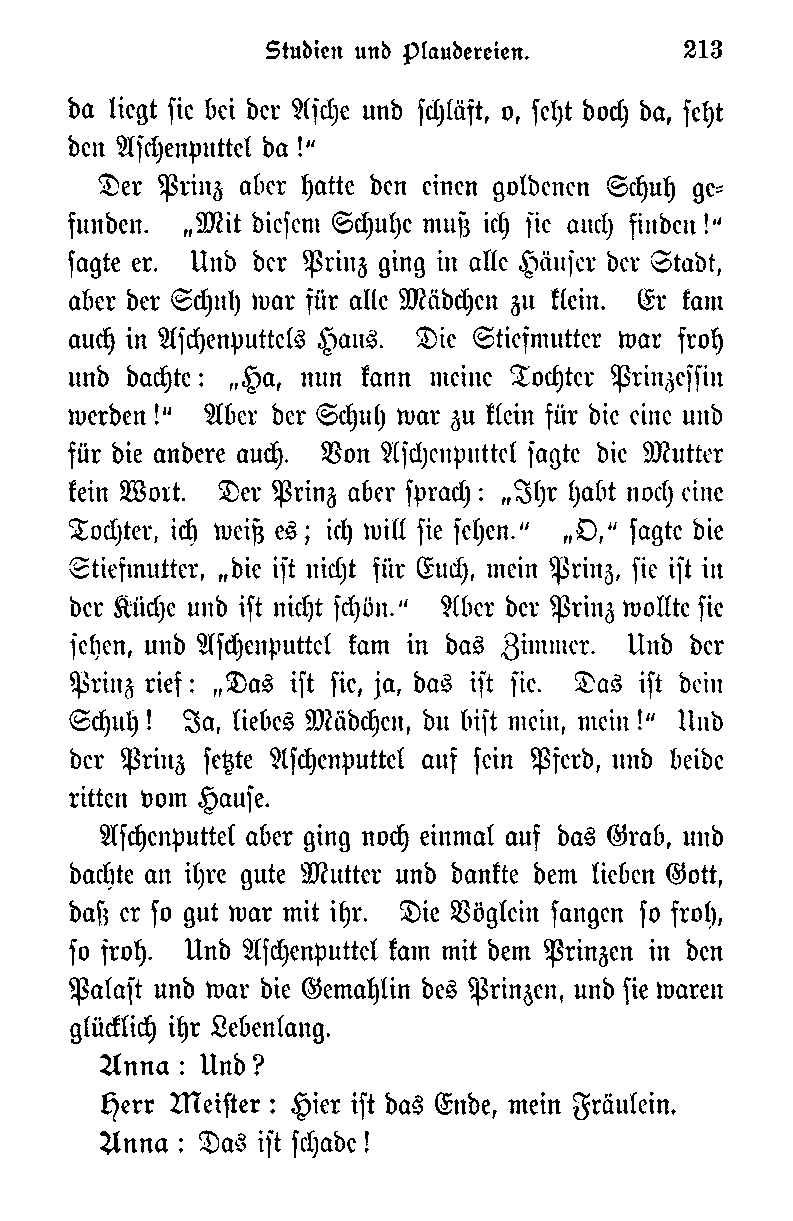 Studien und Plaudereien. 213
da liegt sie bei der Asche und schläft, o, seht doch da, seht
den Aschenputtel da!“
Der Prinz aber hatte den einen goldenen Schuh ge-
funden. „Mit diesem Schuhe muß ich sie auch finden!“
sagte er. Und der Prinz ging in alle Häuser der Stadt,
aber der Schuh war für alle Mädchen zu klein. Er kam
auch in Aschenputtels Haus. Die Stiefmutter war froh
und dachte: „Ha, nun kann meine Tochter Prinzessin
werden!“ Aber der Schuh war zu klein für die eine und
für die andere auch. Von Aschenputtel sagte die Mutter
kein Wort. Der Prinz aber sprach: „Ihr habt noch eine
Tochter, ich weiß es; ich will sie sehen.“ „O,“ sagte die
Stiefmutter, „die ist nicht für Euch, mein Prinz, sie ist in
der Küche und ist nicht schön.“ Aber der Prinz wollte sie
sehen, und Aschenputtel kam in das Zimmer. Und der
Prinz rief: „Das ist sie, ja, das ist sie. Das ist dein
Schuh! Ja, liebes Mädchen, du bist mein, mein!“ Und
der Prinz setzte Aschenputtel auf sein Pferd, und beide
ritten vom Hause.
Aschenputtel aber ging noch einmal auf das Grab, und
dachte an ihre gute Mutter und dankte dem lieben Gott,
daß er so gut war mit ihr. Die Vöglein sangen so froh,
so froh. Und Aschenputtel kam mit dem Prinzen in den
Palast und war die Gemahlin des Prinzen, und sie waren
glücklich ihr Lebenlang.
Anna: Und?
Herr Meister: Hier ist das Ende, mein Fräulein.
Anna: Das ist schade!